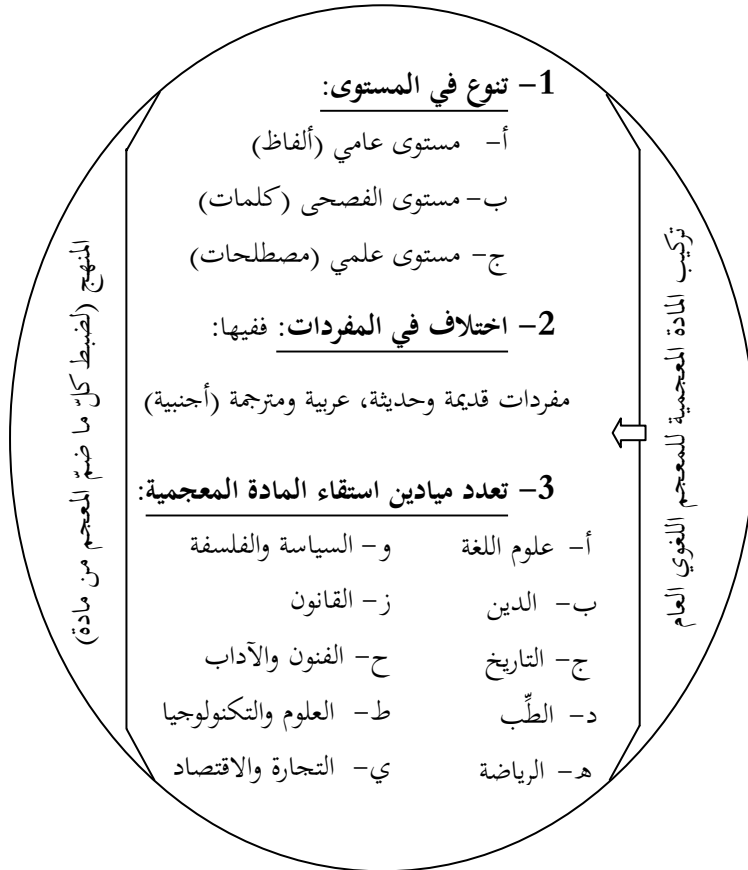 تركيب المادة المعجمية للمعجم اللغوي العام
1- تنوع في المستوى:
أ- مستوى عامي (ألفاظ)
ب- مستوى الفصحى (كلمات)
ج- مستوى علمي (مصطلحات)
2- اختلاف في المفردات: ففيها:
مفردات قديمة وحديثة، عربية ومترجمة (أجنبية)
3- تعدد ميادين استقاء المادة المعجمية:
أ- علوم اللغة و- السياسة والفلسفة
ب- الدين ز- القانون
ج- التاريخ ح- الفنون والآداب
د- الطِّب ط- العلوم والتكنولوجيا
هـ- الرياضة ي- التجارة والاقتصاد
المنهج (لضبط كلّ ما ضمّ المعجم من مادة)